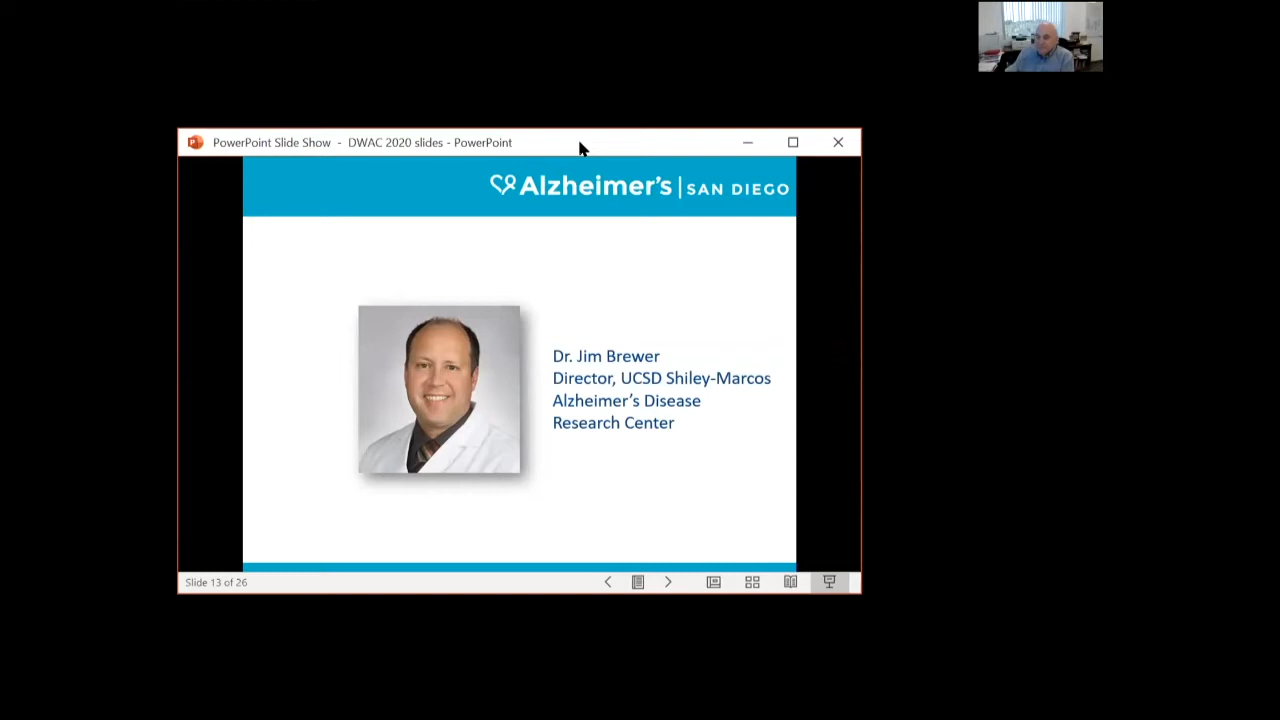 PowerPoint Slide Show - DWAC 2020 slides - PowerPoint
Alzheimer's | SAN DIEGO
Dr. Jim Brewer
Director, UCSD Shiley-Marcos
Alzheimer’s Disease
Research Center
Slide 13 of 26